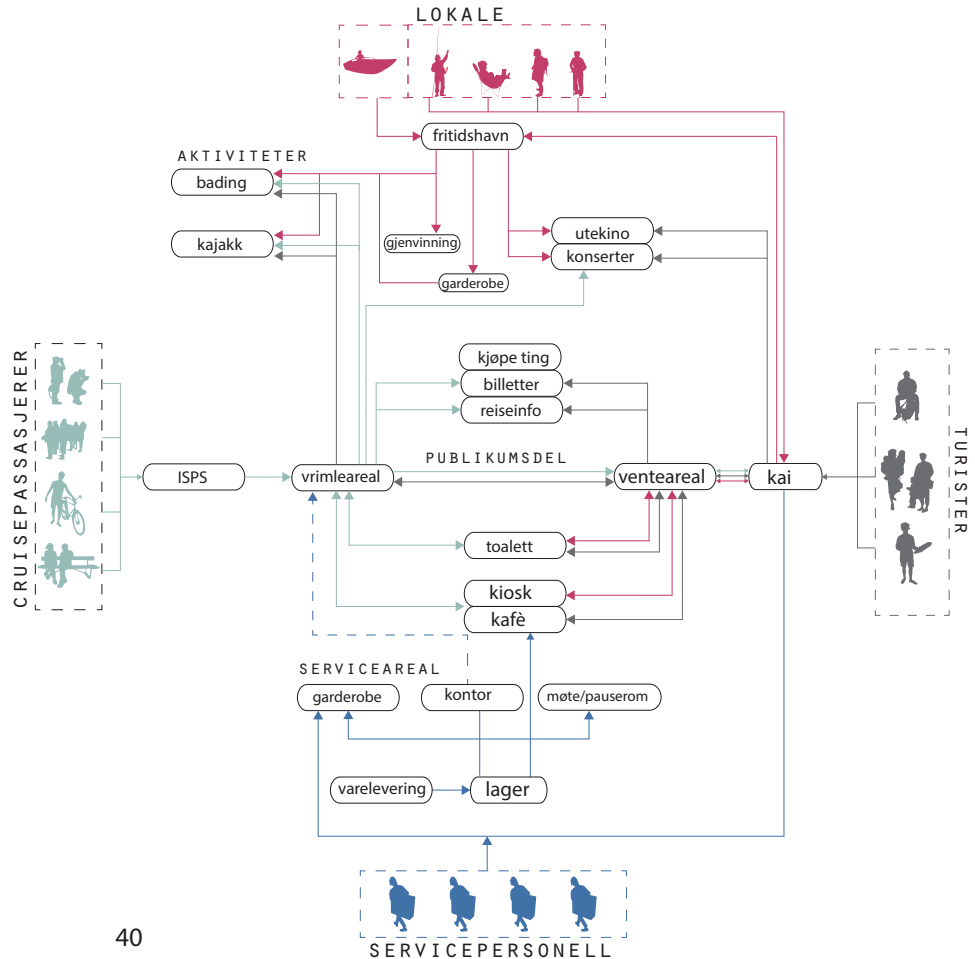 LOKALE
fritidshavn
AKTIVITETER
bading
kajakk
gjenvinning
garderobe
utekino
konserter
kjøpe ting
billetter
reiseinfo
CRUISEPASSASJERER
ISPS
vrimleareal
PUBLIKUMSDEL
venteareal
kai
TURISTER
toalett
kiosk
kafè
SERVICEAREAL
garderobe
kontor
møte/pauserom
varelevering
lager
SERVICEPERSONELL
40